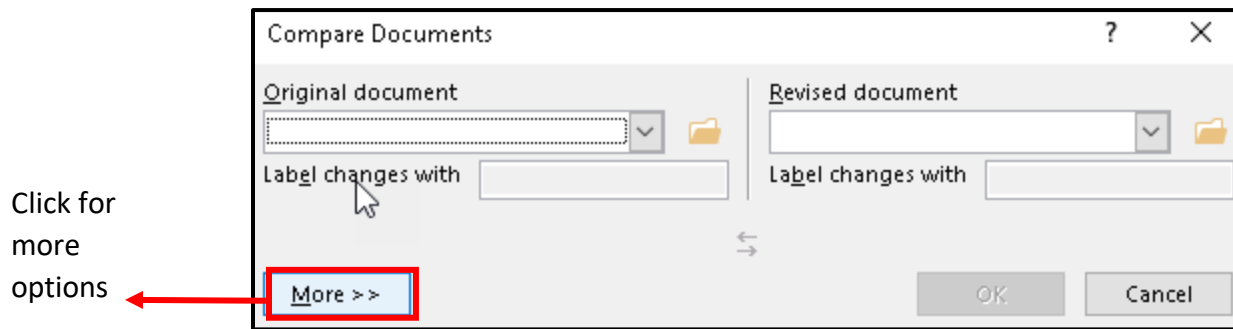 Compare Documents ?
Original document
Revised document
Label changes with
Label changes with
Click for
more
options
More >>
OK
Cancel